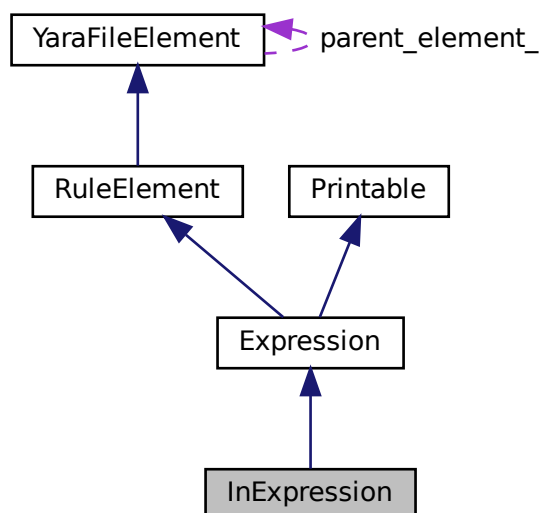 YaraFileElement
parent_element_
RuleElement
Printable
Expression
InExpression